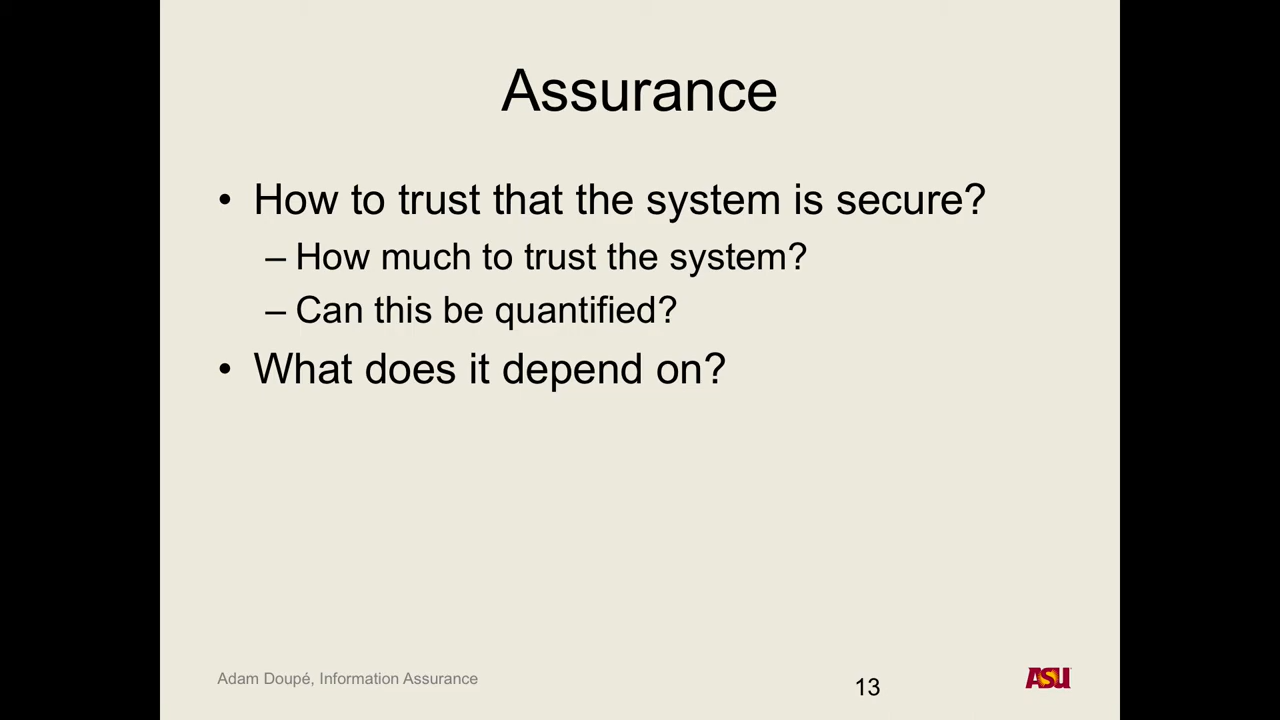 Assurance
• How to trust that the system is secure?
– How much to trust the system?
– Can this be quantified?
• What does it depend on?
Adam Doupé, Information Assurance
13
ASU